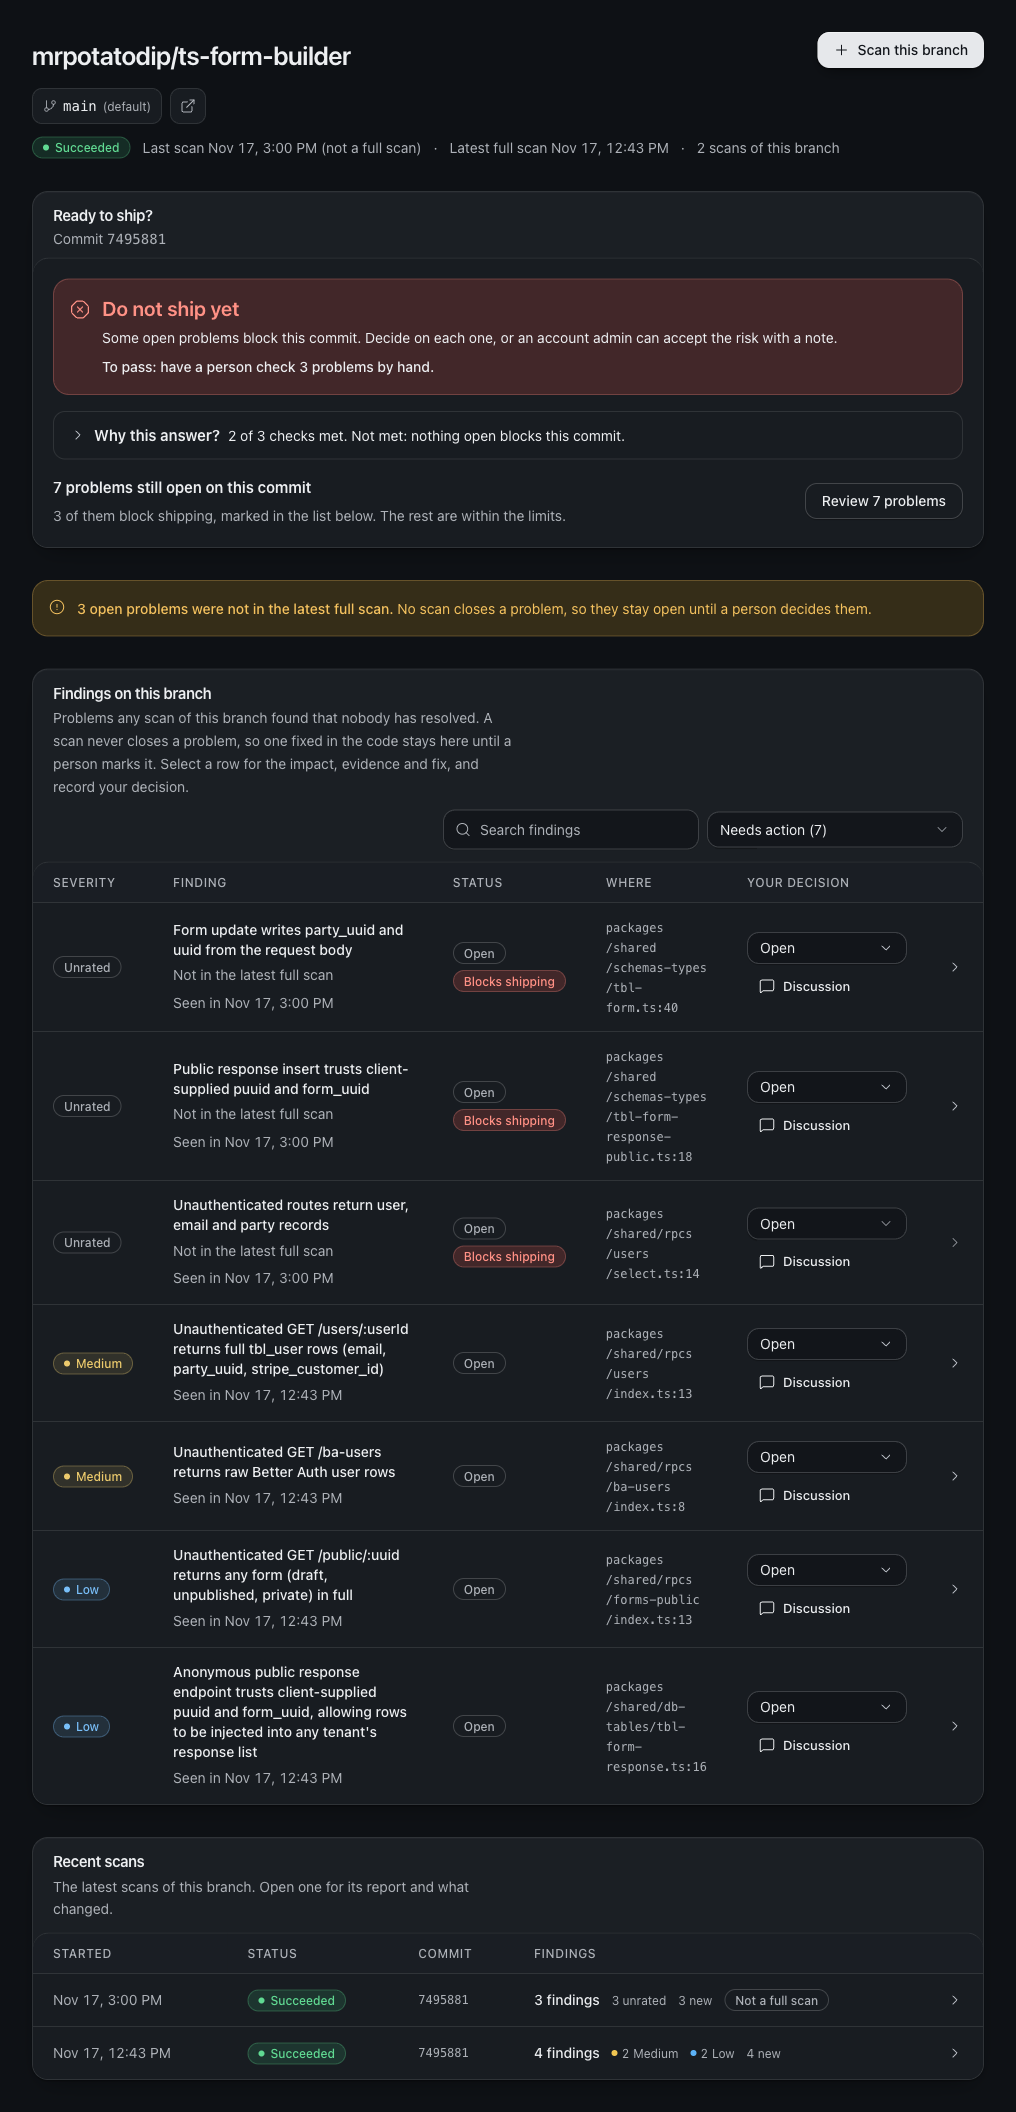 mrpotatodip/ts-form-builder
Scan this branch
main (default)
Succeeded Last scan Nov 17, 3:00 PM (not a full scan) · Latest full scan Nov 17, 12:43 PM · 2 scans of this branch
Ready to ship?
Commit 7495881
Do not ship yet
Some open problems block this commit. Decide on each one, or an account admin can accept the risk with a note.
To pass: have a person check 3 problems by hand.
Why this answer? 2 of 3 checks met. Not met: nothing open blocks this commit.
7 problems still open on this commit
3 of them block shipping, marked in the list below. The rest are within the limits.
Review 7 problems
3 open problems were not in the latest full scan. No scan closes a problem, so they stay open until a person decides them.
Findings on this branch
Problems any scan of this branch found that nobody has resolved. A
scan never closes a problem, so one fixed in the code stays here until a
person marks it. Select a row for the impact, evidence and fix, and
record your decision.
Search findings
Needs action (7)
SEVERITY FINDING STATUS WHERE YOUR DECISION
Unrated
Form update writes party_uuid and
uuid from the request body
Not in the latest full scan
Seen in Nov 17, 3:00 PM
Open
Blocks shipping
packages
/shared
/schemas-types
/tbl-
form.ts:40
Open
Discussion
Unrated
Public response insert trusts client-
supplied puuid and form_uuid
Not in the latest full scan
Seen in Nov 17, 3:00 PM
Open
Blocks shipping
packages
/shared
/schemas-types
/tbl-form-
response-
public.ts:18
Open
Discussion
Unrated
Unauthenticated routes return user,
email and party records
Not in the latest full scan
Seen in Nov 17, 3:00 PM
Open
Blocks shipping
packages
/shared/rpcs
/users
/select.ts:14
Open
Discussion
Medium
Unauthenticated GET /users/:userId
returns full tbl_user rows (email,
party_uuid, stripe_customer_id)
Seen in Nov 17, 12:43 PM
Open
packages
/shared/rpcs
/users
/index.ts:13
Open
Discussion
Medium
Unauthenticated GET /ba-users
returns raw Better Auth user rows
Seen in Nov 17, 12:43 PM
Open
packages
/shared/rpcs
/ba-users
/index.ts:8
Open
Discussion
Low
Unauthenticated GET /public/:uuid
returns any form (draft,
unpublished, private) in full
Seen in Nov 17, 12:43 PM
Open
packages
/shared/rpcs
/forms-public
/index.ts:13
Open
Discussion
Low
Anonymous public response
endpoint trusts client-supplied
puuid and form_uuid, allowing rows
to be injected into any tenant's
response list
Seen in Nov 17, 12:43 PM
Open
packages
/shared/db-
tables/tbl-
form-
response.ts:16
Open
Discussion
Recent scans
The latest scans of this branch. Open one for its report and what
changed.
STARTED STATUS COMMIT FINDINGS
Nov 17, 3:00 PM Succeeded 7495881 3 findings 3 unrated 3 new Not a full scan
Nov 17, 12:43 PM Succeeded 7495881 4 findings 2 Medium 2 Low 4 new